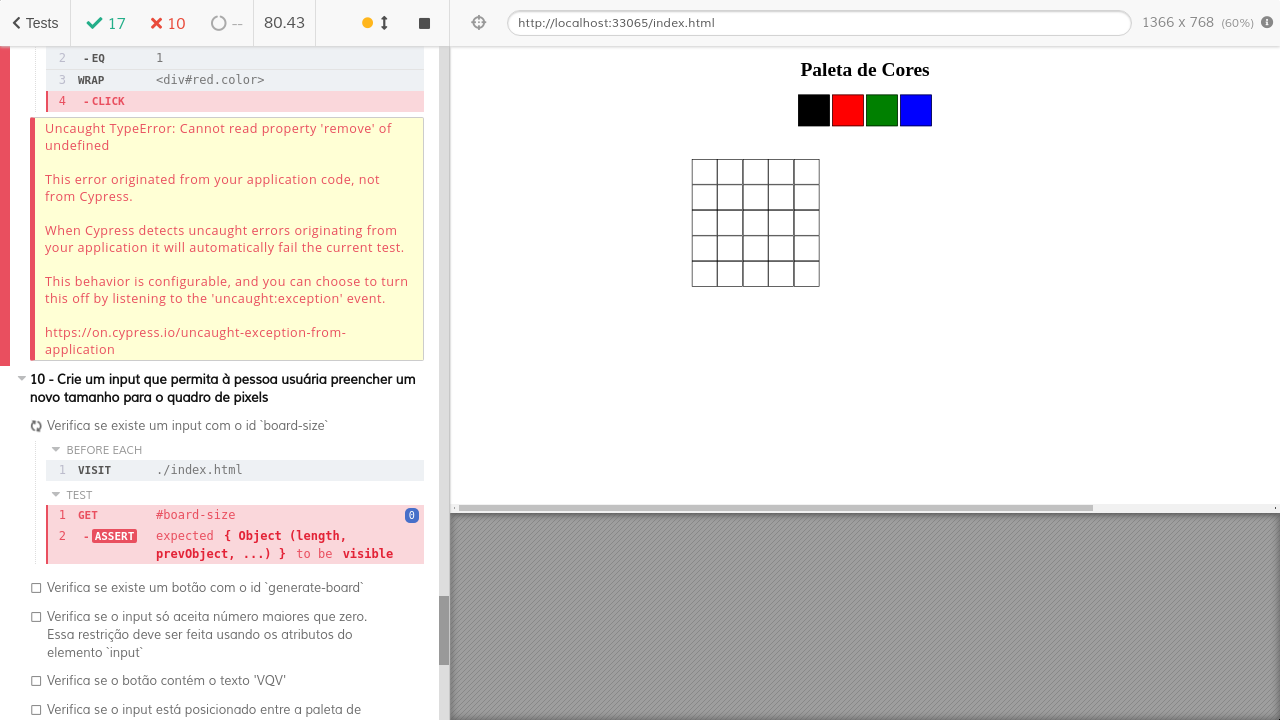 Tests 17 10 -- 80.43
http://localhost:33065/index.html 1366 x 768 (60%)
2 - EQ 1
3 WRAP <div#red.color>
4 - CLICK
Uncaught TypeError: Cannot read property 'remove' of
undefined
This error originated from your application code, not
from Cypress.
When Cypress detects uncaught errors originating from
your application it will automatically fail the current test.
This behavior is configurable, and you can choose to turn
this off by listening to the 'uncaught:exception' event.
https://on.cypress.io/uncaught-exception-from-
application
10 - Crie um input que permita à pessoa usuária preencher um
novo tamanho para o quadro de pixels
Verifica se existe um input com o id `board-size`
BEFORE EACH
1 VISIT ./index.html
TEST
1 GET #board-size 0
2 - ASSERT expected { Object (length,
prevObject, ...) } to be visible
Verifica se existe um botão com o id `generate-board`
Verifica se o input só aceita número maiores que zero.
Essa restrição deve ser feita usando os atributos do
elemento `input`
Verifica se o botão contém o texto 'VQV'
Verifica se o input está posicionado entre a paleta de
Paleta de Cores